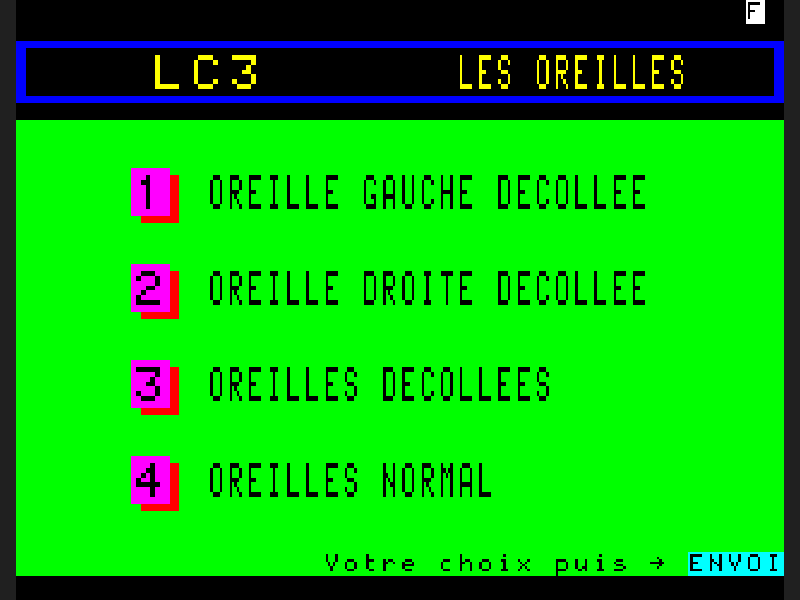 F
LC3 LES OREILLES
1 OREILLE GAUCHE DECOLLEE
2 OREILLE DROITE DECOLLEE
3 OREILLES DECOLLEES
4 OREILLES NORMAL
Votre choix puis → ENVOI